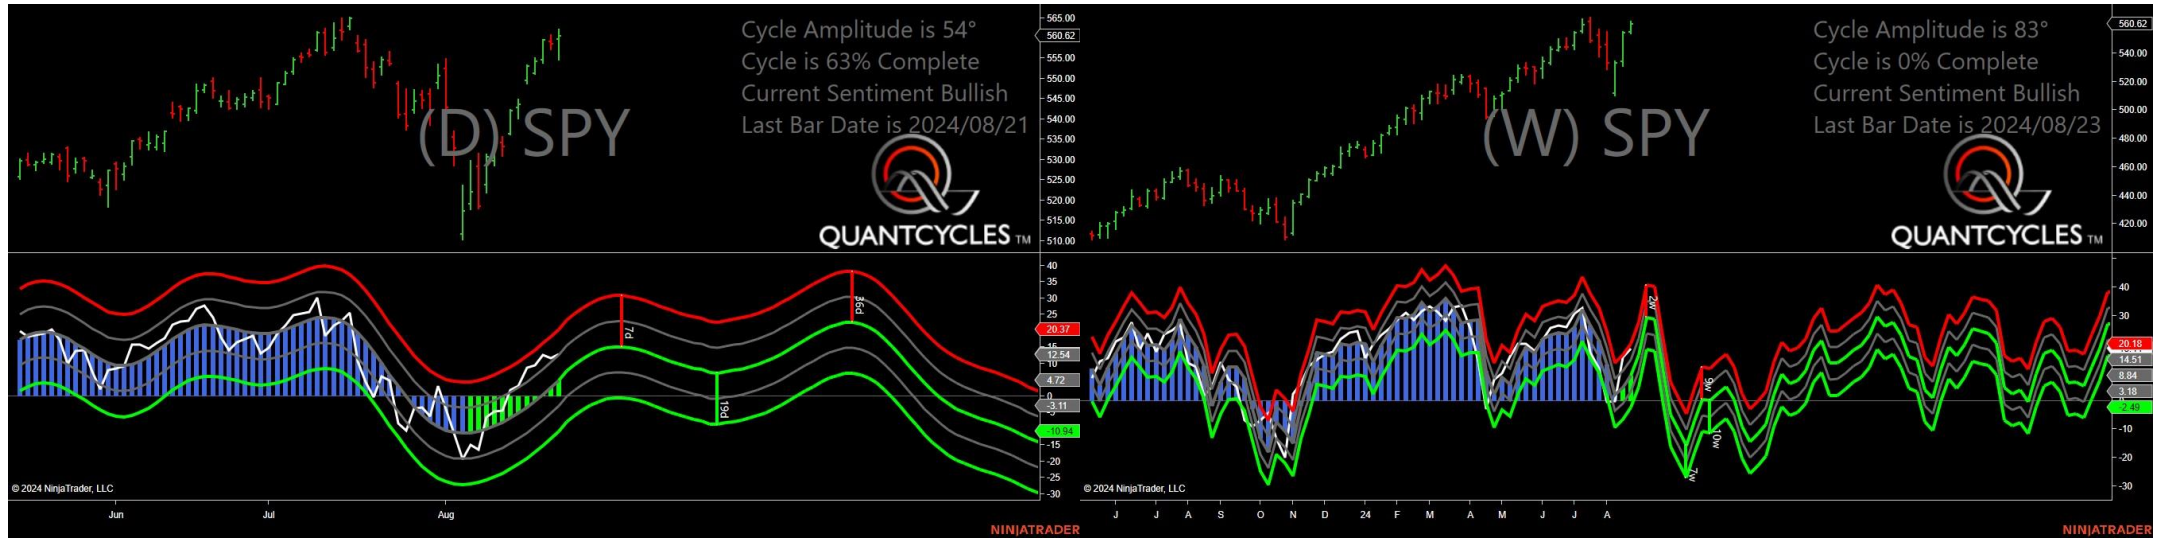 Cycle Amplitude is 54°
Cycle is 63% Complete
Current Sentiment Bullish
Last Bar Date is 2024/08/21
(D) SPY
QUANTCYCLES TM
565.00
560.62
555.00
550.00
545.00
540.00
535.00
530.00
525.00
520.00
515.00
510.00
40
35
30
25
20.37
15
12.54
10
4.72
0
-3.11
-5
-10.94
-15
-20
-25
-30
7d
19d
36d
© 2024 NinjaTrader, LLC
Jun Jul Aug
NINJATRADER
Cycle Amplitude is 83°
Cycle is 0% Complete
Current Sentiment Bullish
Last Bar Date is 2024/08/23
(W) SPY
QUANTCYCLES TM
560.62
540.00
520.00
500.00
480.00
460.00
440.00
420.00
40
30
20.18
14.51
8.84
3.18
-2.49
-10
-20
-30
2w
9w
10w
7w
© 2024 NinjaTrader, LLC
J J A S O N D 24 F M A M J J A
NINJATRADER